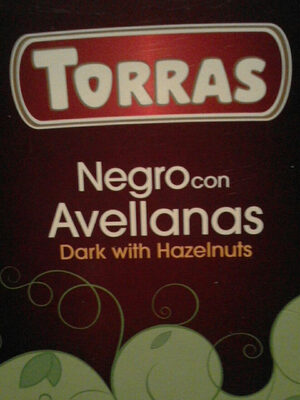 TORRAS
Negro con
Avellanas
Dark with Hazelnuts